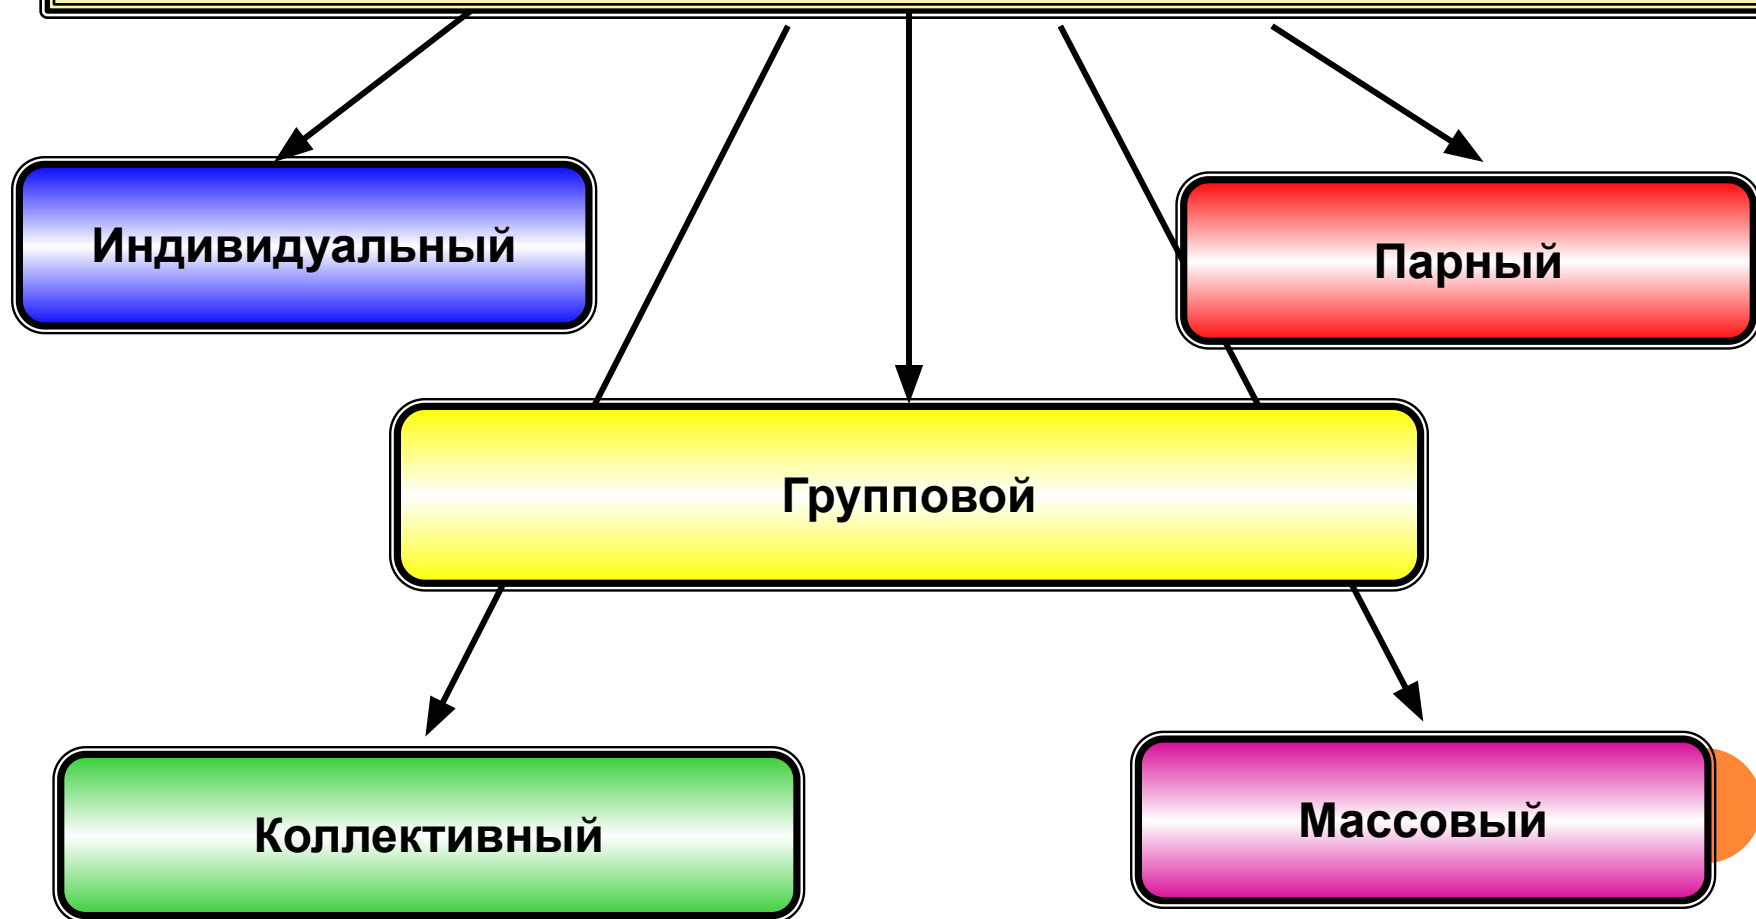 Индивидуальный
Парный
Групповой
Коллективный
Массовый